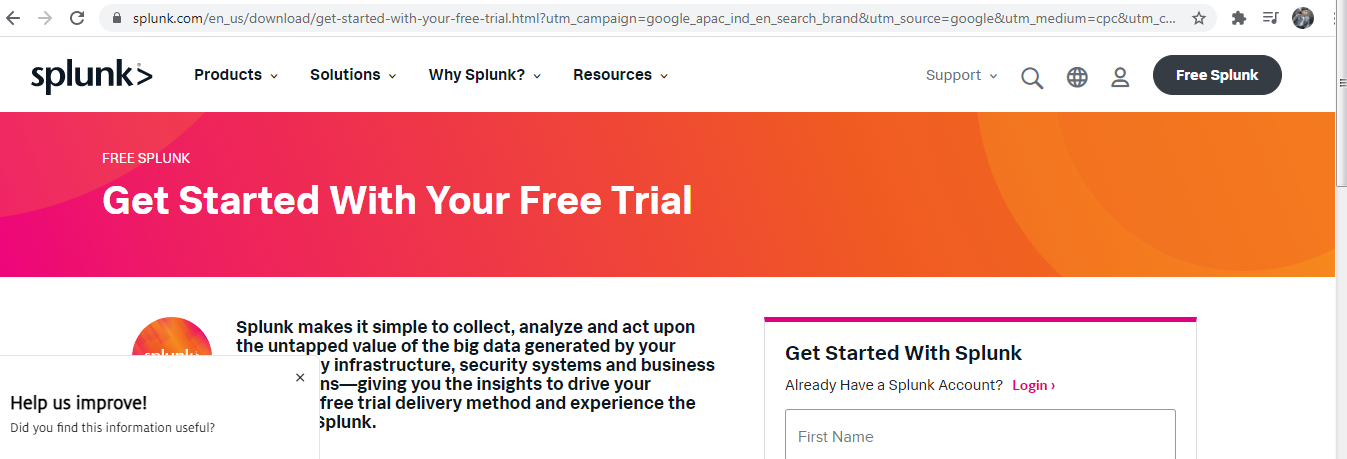 splunk.com/en_us/download/get-started-with-your-free-trial.html?utm_campaign=google_apac_ind_en_search_brand&utm_source=google&utm_medium=cpc&utm_c...
splunk>
Products
Solutions
Why Splunk?
Resources
Support
Free Splunk
FREE SPLUNK
Get Started With Your Free Trial
Splunk makes it simple to collect, analyze and act upon
the untapped value of the big data generated by your
y infrastructure, security systems and business
ns—giving you the insights to drive your
free trial delivery method and experience the
Splunk.
Help us improve!
Did you find this information useful?
Get Started With Splunk
Already Have a Splunk Account? Login ›
First Name